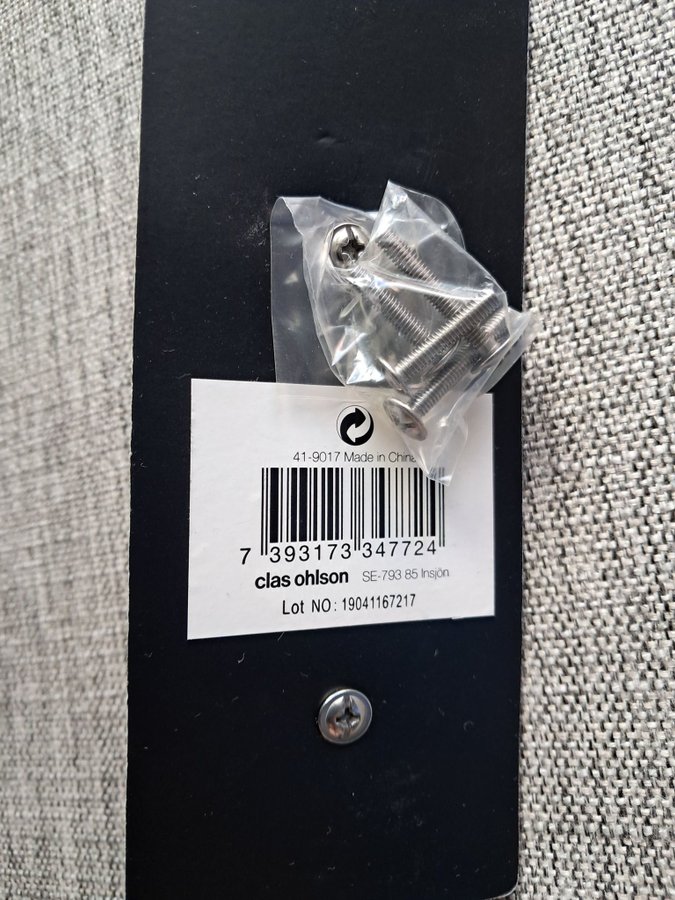 41-9017 Made in China
7 393173 347724
clas ohlson SE-793 85 Insjön
Lot NO: 19041167217